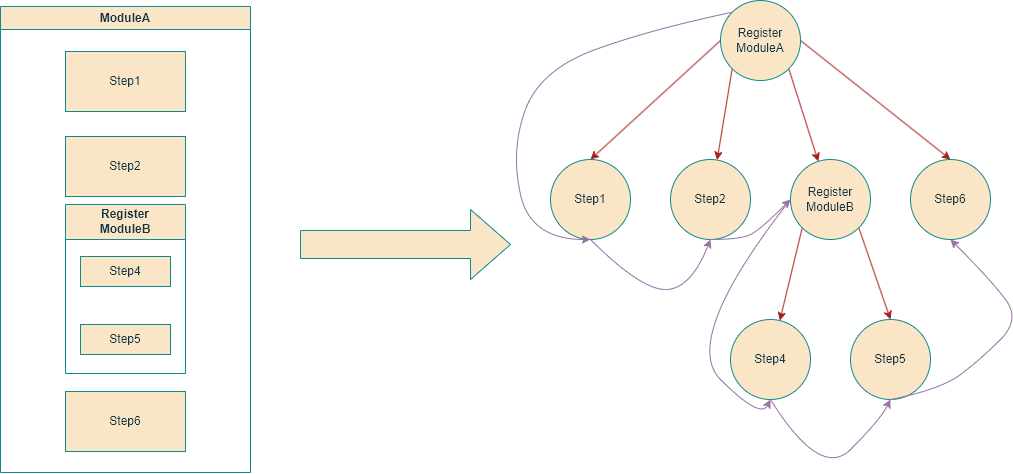 ModuleA
Step1
Step2
Register
ModuleB
Step4
Step5
Step6
Register
ModuleA
Step1
Step2
Register
ModuleB
Step6
Step4
Step5